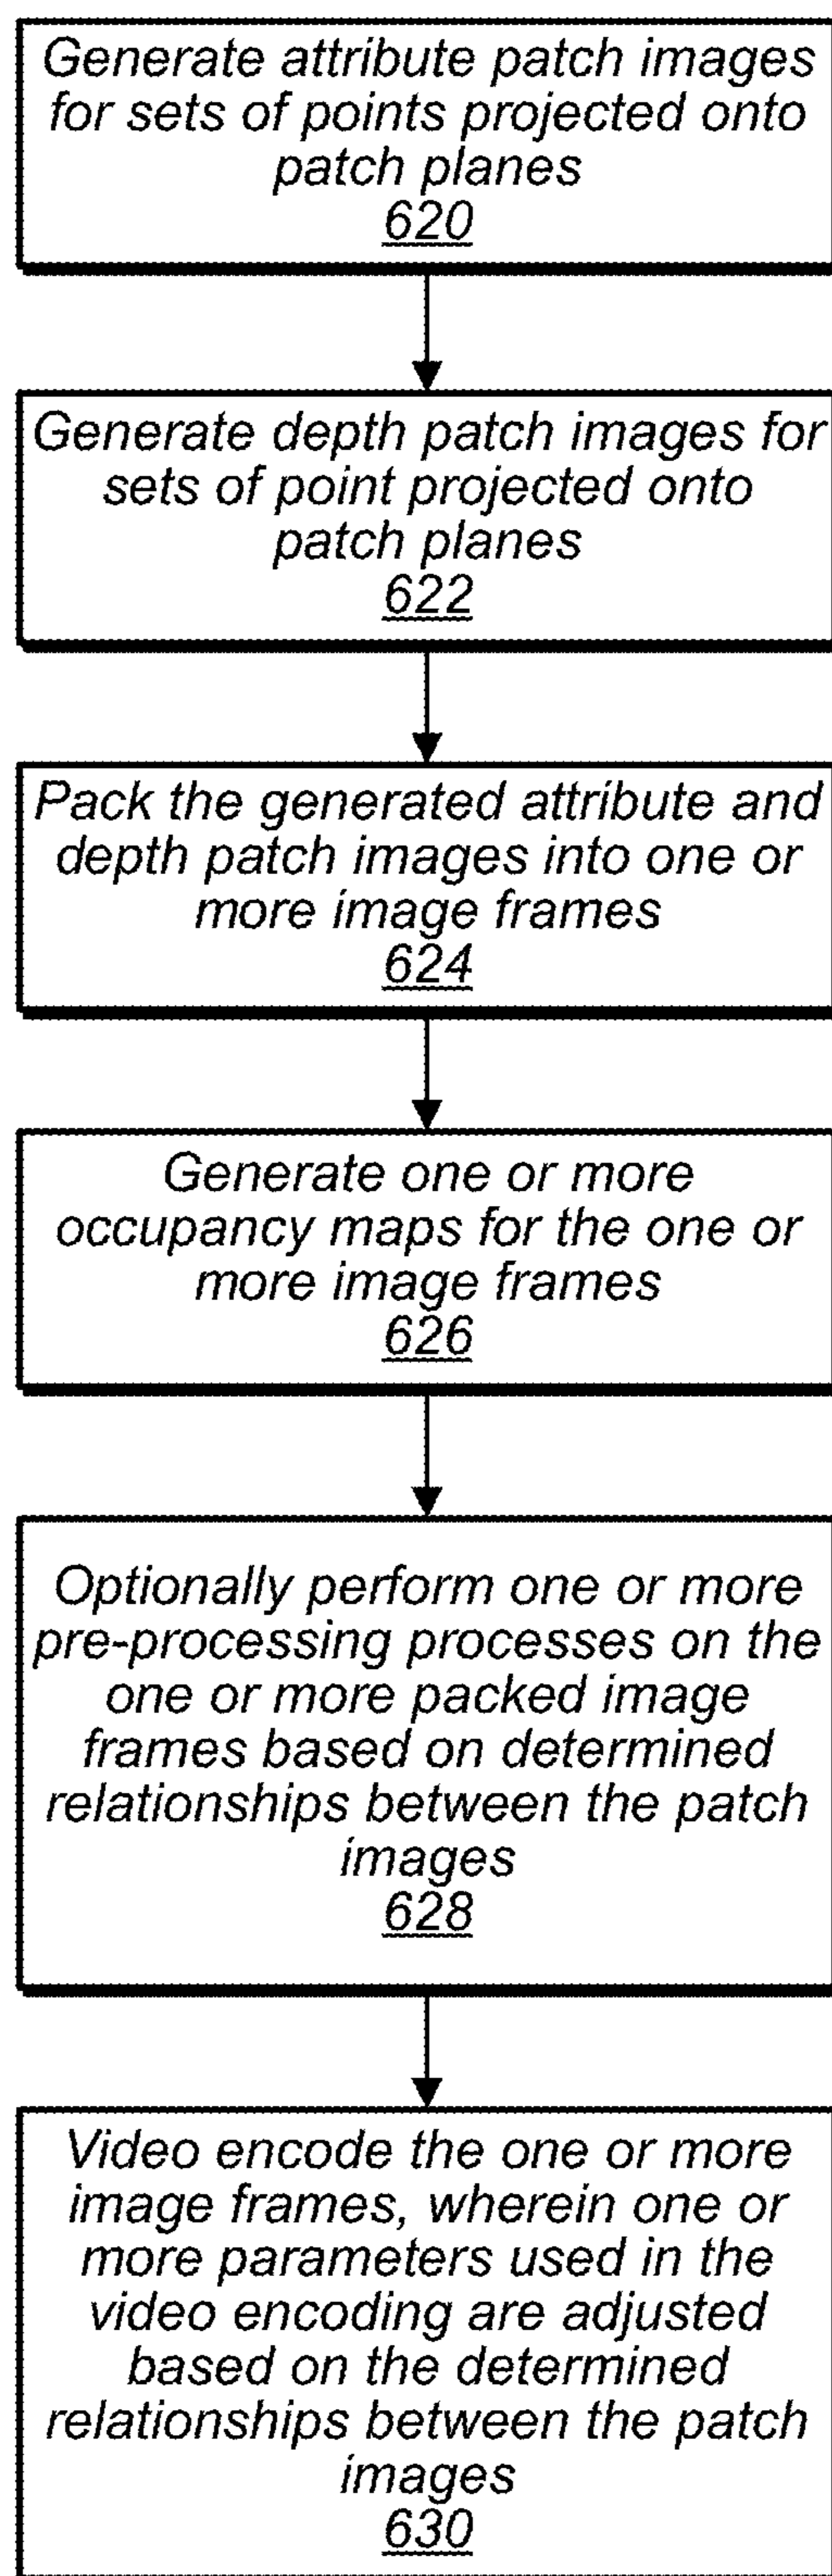 Generate attribute patch images
for sets of points projected onto
patch planes
620
Generate depth patch images for
sets of point projected onto
patch planes
622
Pack the generated attribute and
depth patch images into one or
more image frames
624
Generate one or more
occupancy maps for the one or
more image frames
626
Optionally perform one or more
pre-processing processes on the
one or more packed image
frames based on determined
relationships between the patch
images
628
Video encode the one or more
image frames, wherein one or
more parameters used in the
video encoding are adjusted
based on the determined
relationships between the patch
images
630